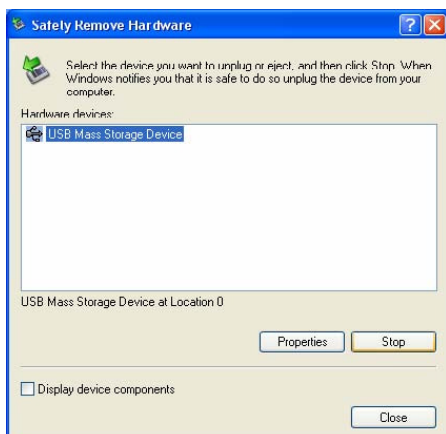 Safely Remove Hardware
Select the device you want to unplug or eject, and then click Stop. When
Windows notifies you that it is safe to do so unplug the device from your
computer.
Hardware devices:
USB Mass Storage Device
USB Mass Storage Device at Location 0
Properties
Stop
Display device components
Close